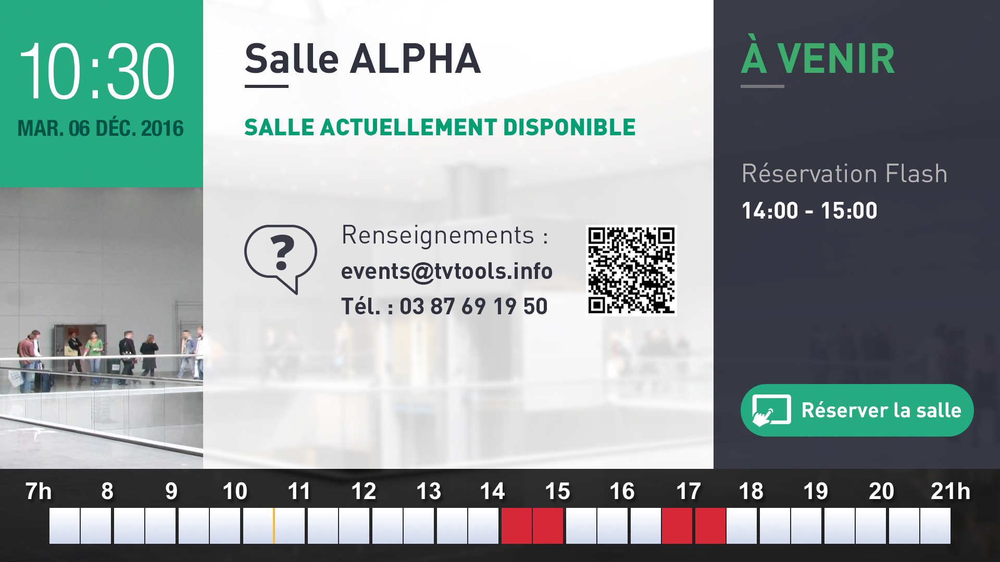 10:30
MAR. 06 DÉC. 2016
Salle ALPHA
SALLE ACTUELLEMENT DISPONIBLE
?
Renseignements :
events@tvtools.info
Tél. : 03 87 69 19 50
À VENIR
Réservation Flash
14:00 - 15:00
Réserver la salle
7h 8 9 10 11 12 13 14 15 16 17 18 19 20 21h